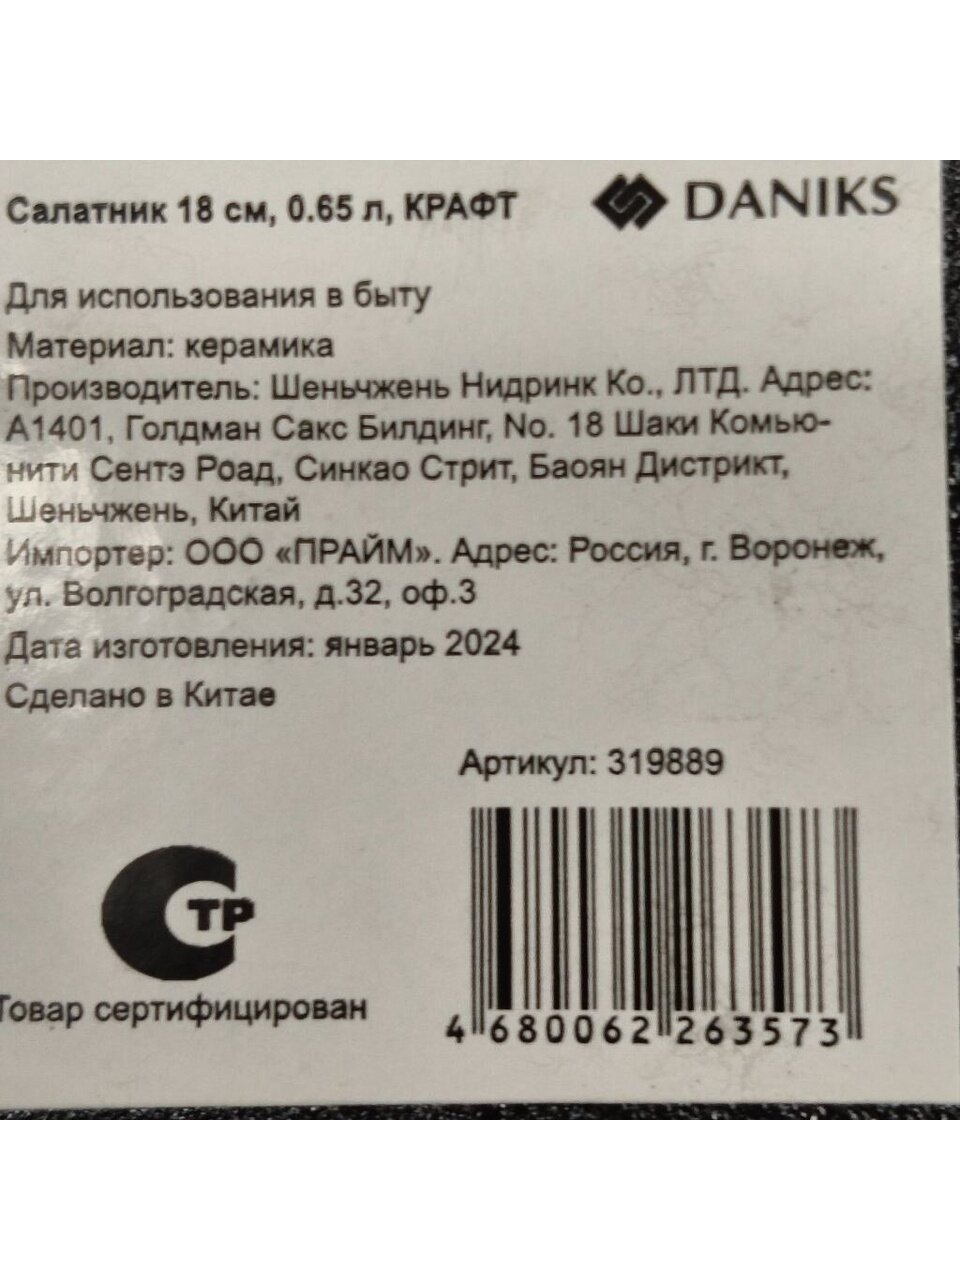 Салатник 18 см, 0.65 л, КРАФТ
DANIKS
Для использования в быту
Материал: керамика
Производитель: Шеньчжень Нидринк Ко., ЛТД. Адрес:
А1401, Голдман Сакс Билдинг, No. 18 Шаки Комью-
нити Сентэ Роад, Синкао Стрит, Баоян Дистрикт,
Шеньчжень, Китай
Импортер: ООО «ПРАЙМ». Адрес: Россия, г. Воронеж,
ул. Волгоградская, д.32, оф.3
Дата изготовления: январь 2024
Сделано в Китае
Артикул: 319889
СТР
Товар сертифицирован
4 680062 263573